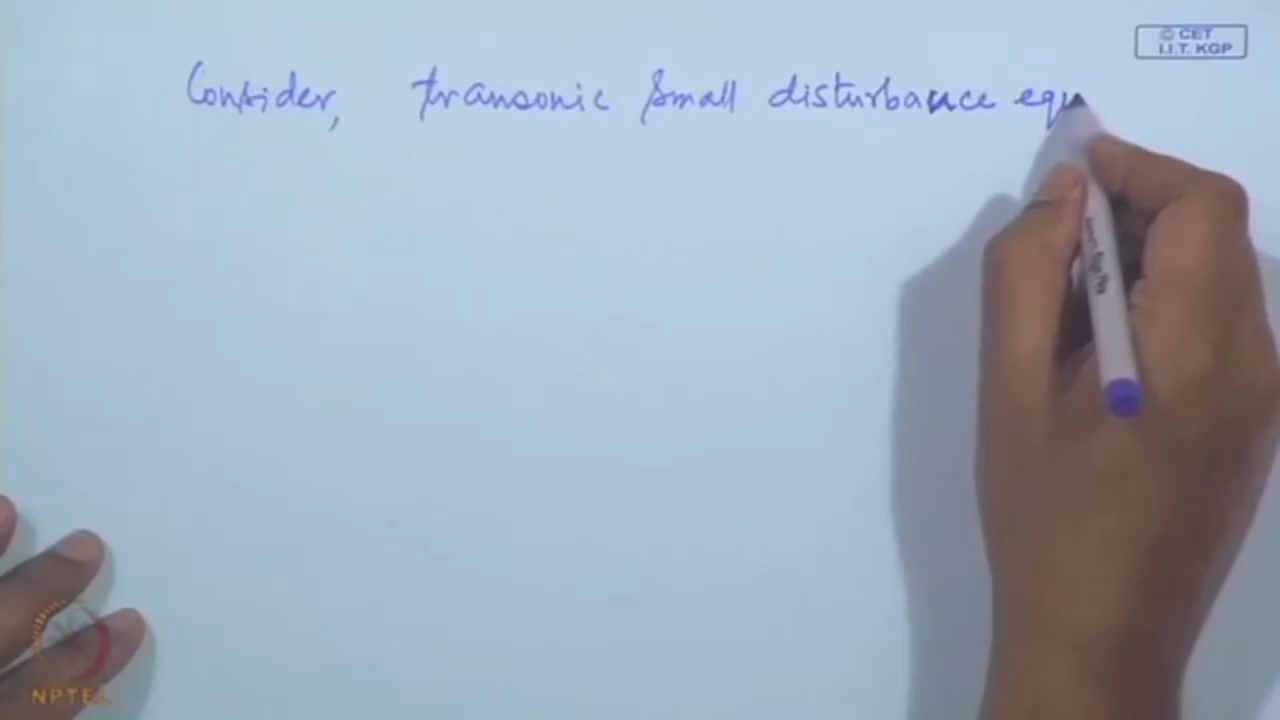 © CET
I.I.T. KGP
Consider, transonic small disturbance equ
NPTEL